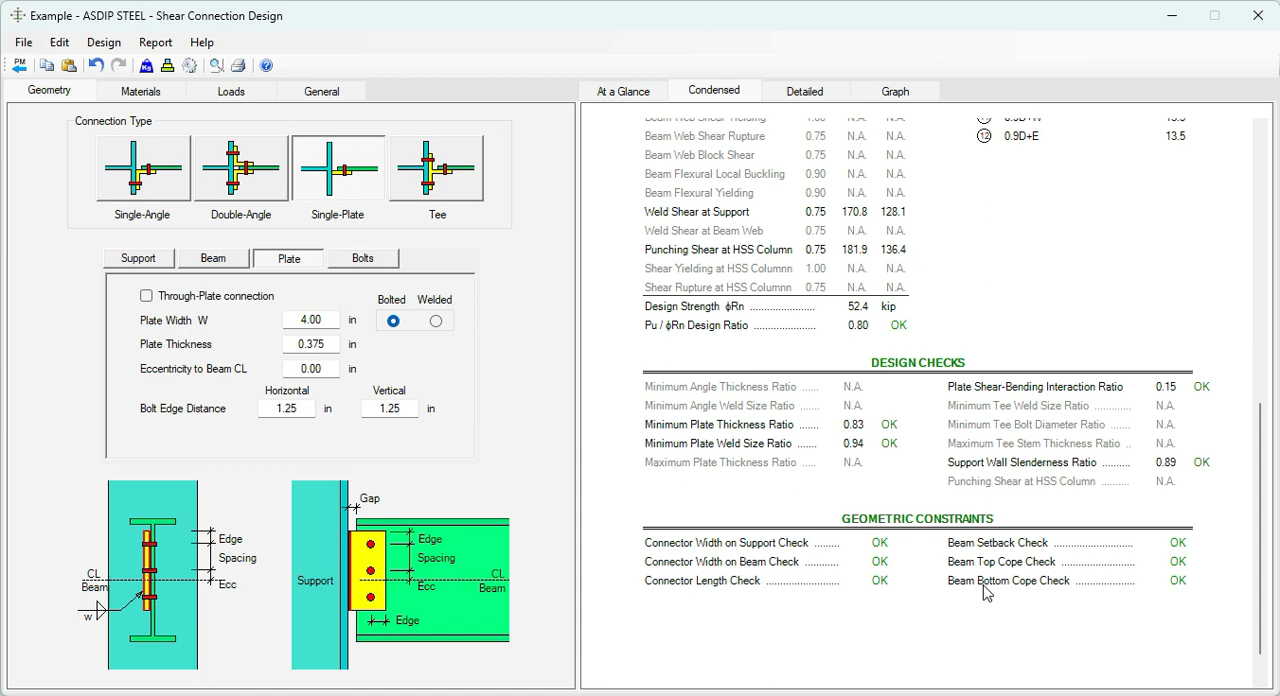 Example - ASDIP STEEL - Shear Connection Design
File Edit Design Report Help
PM Kg
Geometry Materials Loads General
At a Glance Condensed Detailed Graph
Connection Type
Single-Angle Double-Angle Single-Plate Tee
Support Beam Plate Bolts
Through-Plate connection
Bolted Welded
Plate Width W 4.00 in
Plate Thickness 0.375 in
Eccentricity to Beam CL 0.00 in
Horizontal Vertical
Bolt Edge Distance 1.25 in 1.25 in
Edge
Spacing
Ecc
CL
Beam
w
Gap
Edge
Spacing
Ecc
Support
CL
Beam
Edge
Beam Web Shear Yielding 1.00 N.A. N.A.
Beam Web Shear Rupture 0.75 N.A. N.A.
Beam Web Block Shear 0.75 N.A. N.A.
Beam Flexural Local Buckling 0.90 N.A. N.A.
Beam Flexural Yielding 0.90 N.A. N.A.
Weld Shear at Support 0.75 170.8 128.1
Weld Shear at Beam Web 0.75 N.A. N.A.
Punching Shear at HSS Column 0.75 181.9 136.4
Shear Yielding at HSS Columnn 1.00 N.A. N.A.
Shear Rupture at HSS Columnn 0.75 N.A. N.A.
Design Strength ϕRn ...................... 52.4 kip
Pu / ϕRn Design Ratio .................... 0.80 OK
0.9D+W
12 0.9D+E 13.5
DESIGN CHECKS
Minimum Angle Thickness Ratio ...... N.A.
Minimum Angle Weld Size Ratio ....... N.A.
Minimum Plate Thickness Ratio ....... 0.83 OK
Minimum Plate Weld Size Ratio ....... 0.94 OK
Maximum Plate Thickness Ratio ..... N.A.
Plate Shear-Bending Interaction Ratio 0.15 OK
Minimum Tee Weld Size Ratio ............. N.A.
Minimum Tee Bolt Diameter Ratio ....... N.A.
Maximum Tee Stem Thickness Ratio .. N.A.
Support Wall Slenderness Ratio ......... 0.89 OK
Punching Shear at HSS Column .......... N.A.
GEOMETRIC CONSTRAINTS
Connector Width on Support Check ........ OK
Connector Width on Beam Check ........... OK
Connector Length Check ....................... OK
Beam Setback Check ......................... OK
Beam Top Cope Check ........................ OK
Beam Bottom Cope Check .................. OK